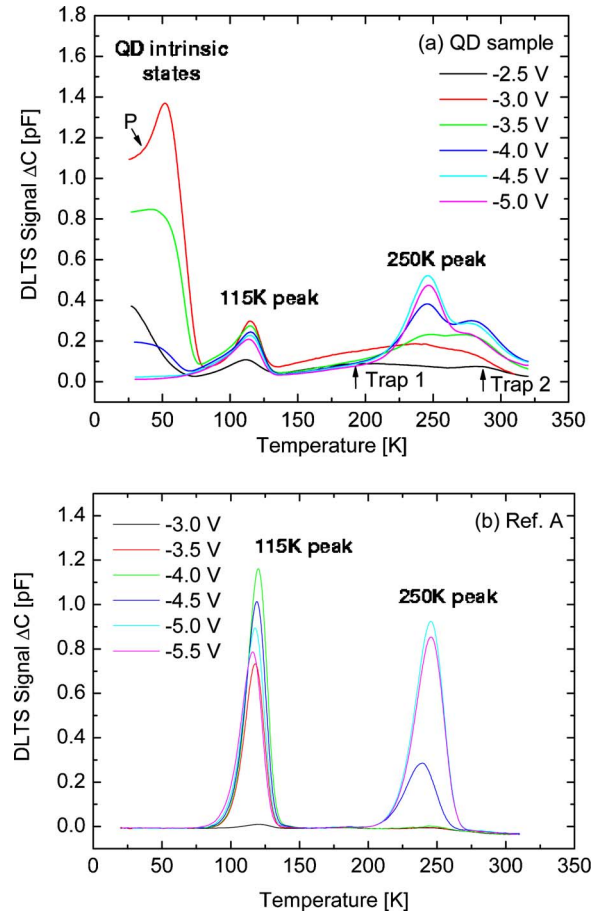 (a) QD sample
QD intrinsic
states
P
-2.5 V
-3.0 V
-3.5 V
-4.0 V
-4.5 V
-5.0 V
115K peak
250K peak
Trap 1
Trap 2
DLTS Signal ΔC [pF]
1.8
1.6
1.4
1.2
1.0
0.8
0.6
0.4
0.2
0.0
0 50 100 150 200 250 300 350
Temperature [K]
(b) Ref. A
-3.0 V
-3.5 V
-4.0 V
-4.5 V
-5.0 V
-5.5 V
115K peak
250K peak
DLTS Signal ΔC [pF]
1.4
1.2
1.0
0.8
0.6
0.4
0.2
0.0
0 50 100 150 200 250 300 350
Temperature [K]